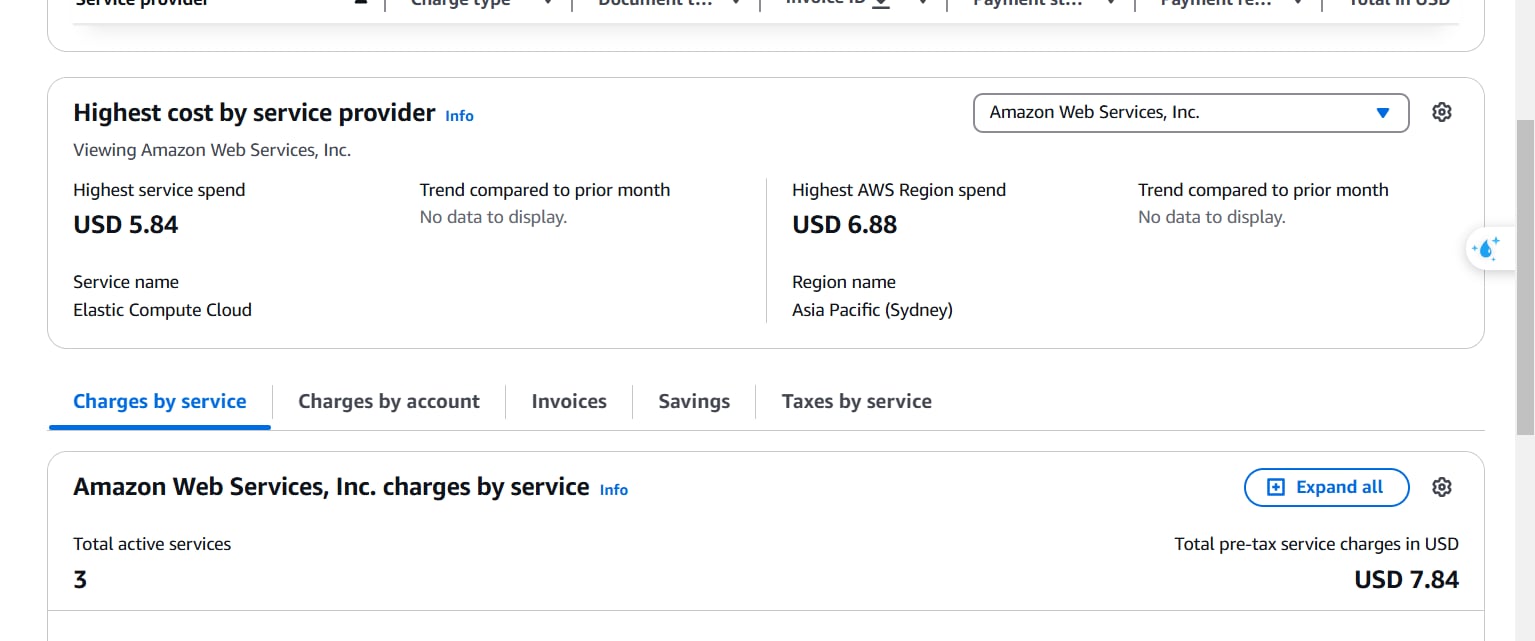 Service provider Charge type Document t... Invoice ID Payment st... Payment re... Total in USD
Highest cost by service provider Info
Amazon Web Services, Inc.
Viewing Amazon Web Services, Inc.
Highest service spend
USD 5.84
Trend compared to prior month
No data to display.
Service name
Elastic Compute Cloud
Highest AWS Region spend
USD 6.88
Trend compared to prior month
No data to display.
Region name
Asia Pacific (Sydney)
Charges by service Charges by account Invoices Savings Taxes by service
Amazon Web Services, Inc. charges by service Info
Expand all
Total active services
3
Total pre-tax service charges in USD
USD 7.84